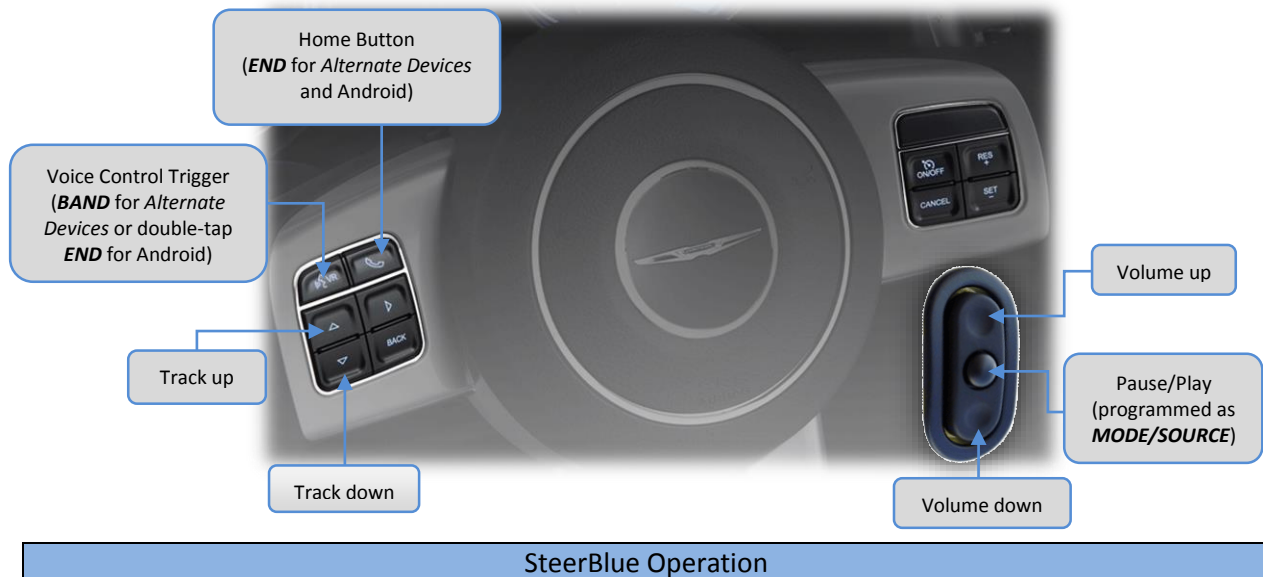 Home Button
(END for Alternate Devices
and Android)
Voice Control Trigger
(BAND for Alternate
Devices or double-tap
END for Android)
VR
BACK
Track up
Track down
ON/OFF
RES
+
CANCEL
SET
-
Volume up
Pause/Play
(programmed as
MODE/SOURCE)
Volume down
SteerBlue Operation